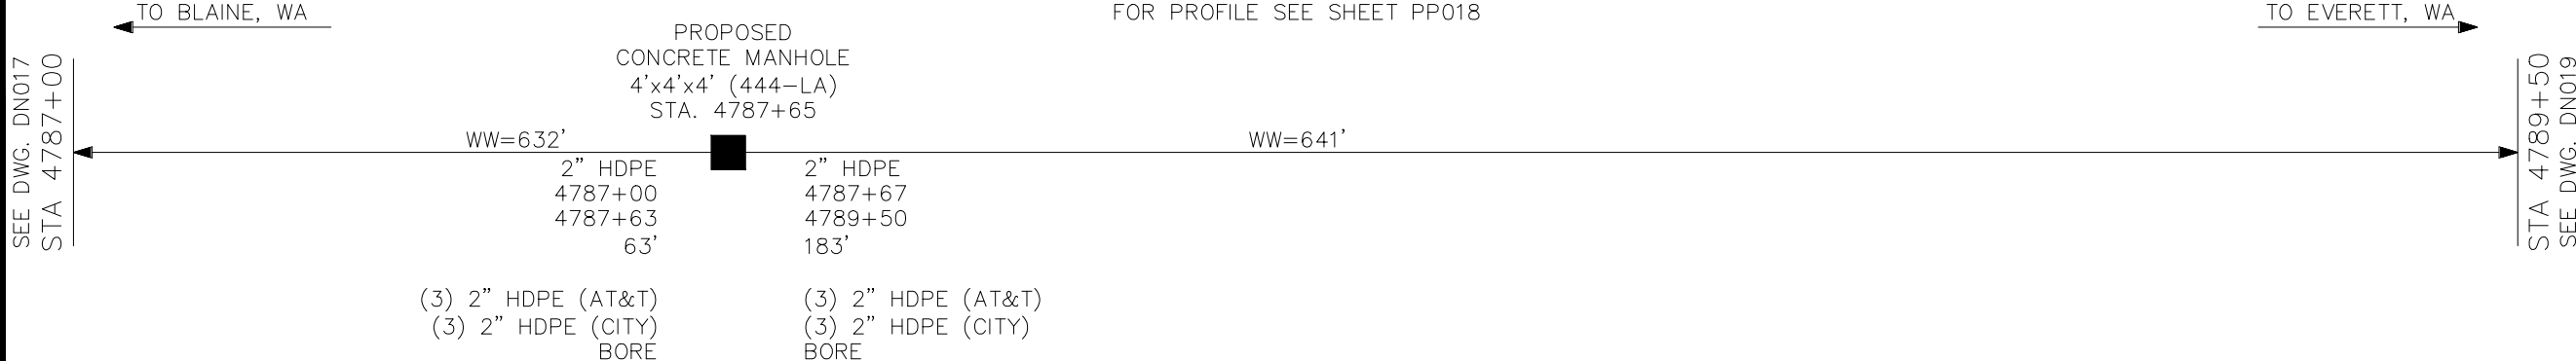 TO BLAINE, WA
FOR PROFILE SEE SHEET PP018
TO EVERETT, WA
SEE DWG. DN017
STA 4787+00
PROPOSED
CONCRETE MANHOLE
4'x4'x4' (444-LA)
STA. 4787+65
WW=632'
WW=641'
2" HDPE
4787+00
4787+63
63'
(3) 2" HDPE (AT&T)
(3) 2" HDPE (CITY)
BORE
2" HDPE
4787+67
4789+50
183'
(3) 2" HDPE (AT&T)
(3) 2" HDPE (CITY)
BORE
STA 4789+50
SEE DWG. DN019